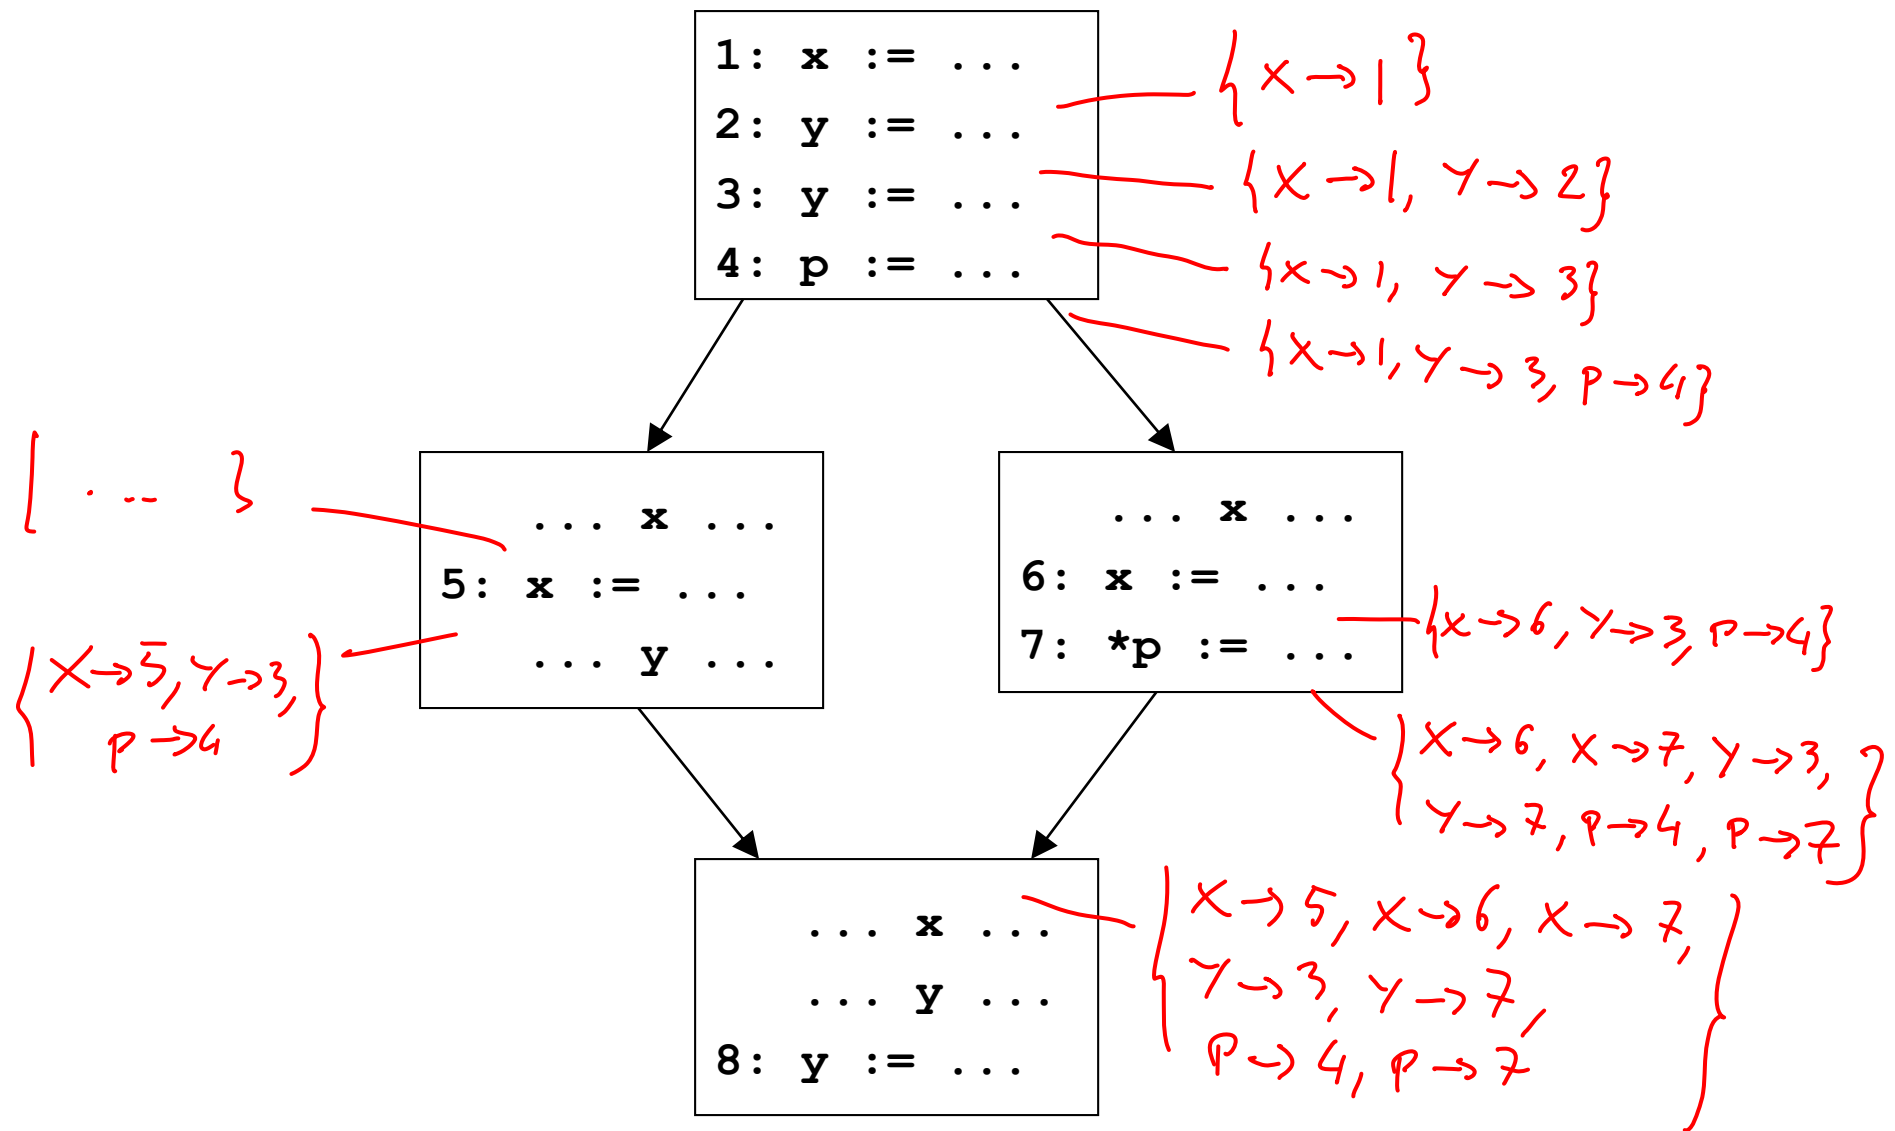 1: x := ...
2: y := ...
3: y := ...
4: p := ...
{ x → 1 }
{ x → 1, y → 2}
{ x → 1, y → 3}
{ x → 1, y → 3, p → 4}
{ ... }
... x ...
5: x := ...
... y ...
{ x → 5, y → 3,
p → 4 }
... x ...
6: x := ...
7: *p := ...
{ x → 6, y → 3, p → 4}
{ x → 6, x → 7, y → 3,
y → 7, p → 4, p → 7 }
... x ...
... y ...
8: y := ...
{ x → 5, x → 6, x → 7,
y → 3, y → 7,
p → 4, p → 7 }